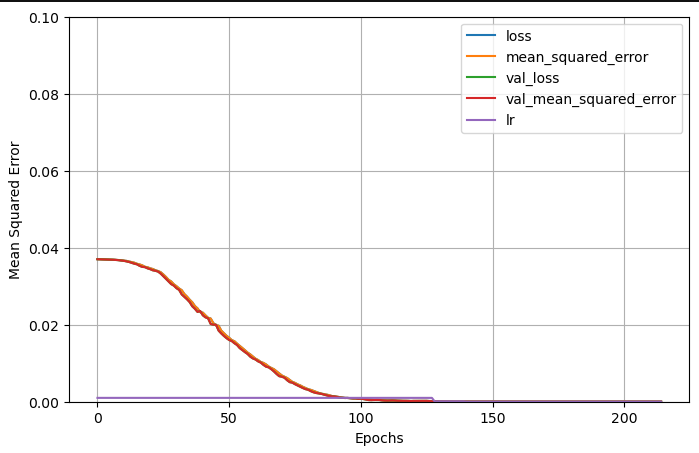 0.10
0.08
0.06
0.04
0.02
0.00
Mean Squared Error
loss
mean_squared_error
val_loss
val_mean_squared_error
lr
0 50 100 150 200
Epochs